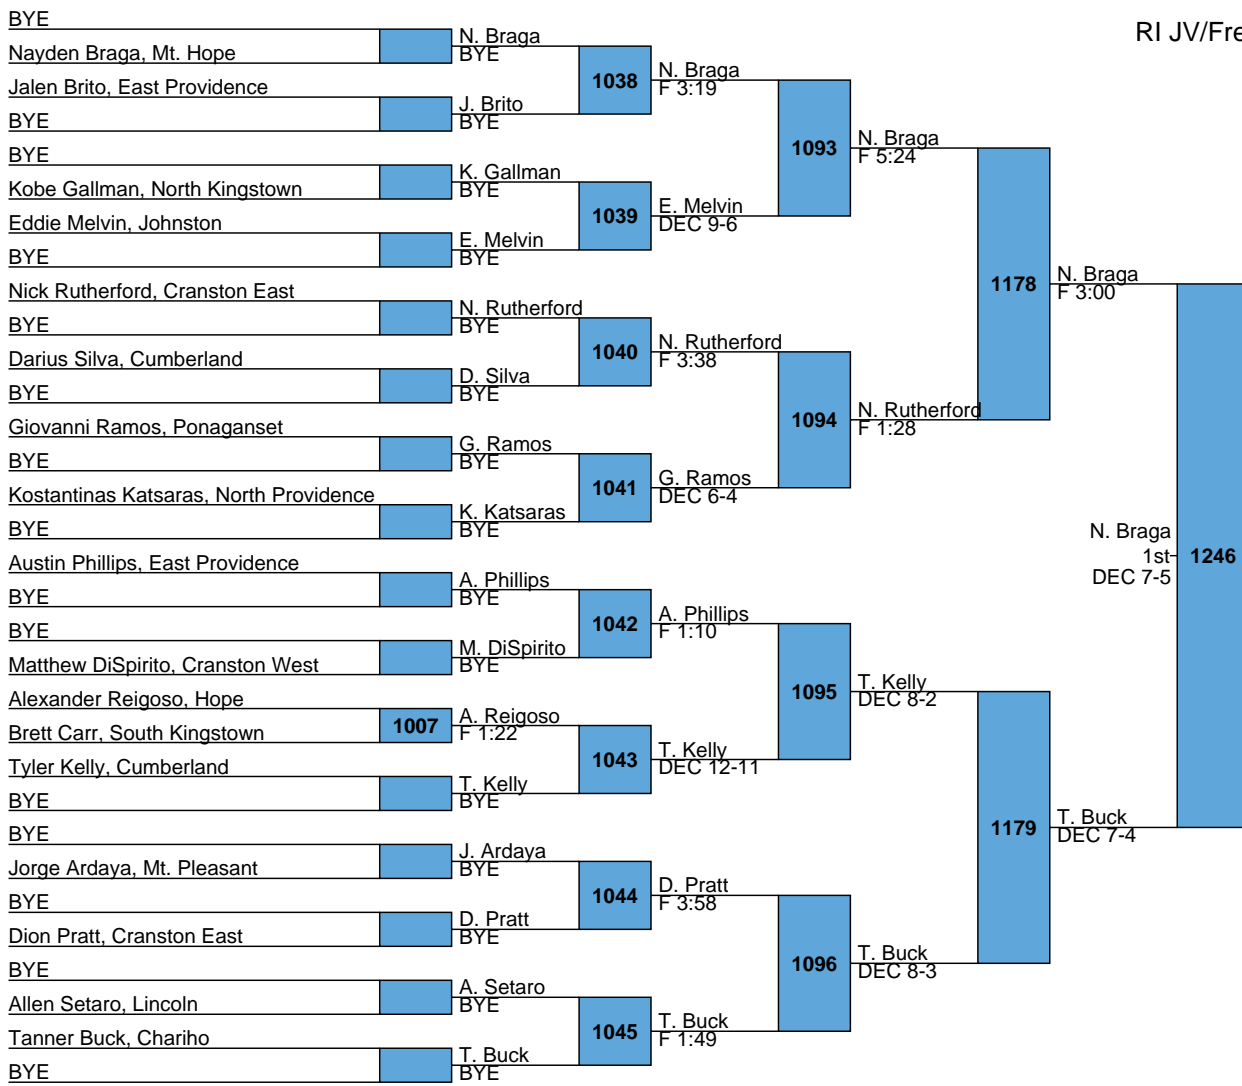 RI JV/Fre
BYE
Nayden Braga, Mt. Hope
Jalen Brito, East Providence
BYE
BYE
Kobe Gallman, North Kingstown
Eddie Melvin, Johnston
BYE
Nick Rutherford, Cranston East
BYE
Darius Silva, Cumberland
BYE
Giovanni Ramos, Ponaganset
BYE
Kostantinas Katsaras, North Providence
BYE
Austin Phillips, East Providence
BYE
BYE
Matthew DiSpirito, Cranston West
Alexander Reigoso, Hope
Brett Carr, South Kingstown
Tyler Kelly, Cumberland
BYE
BYE
Jorge Ardaya, Mt. Pleasant
BYE
Dion Pratt, Cranston East
BYE
Allen Setaro, Lincoln
Tanner Buck, Chariho
BYE
1007
N. Braga
BYE
J. Brito
BYE
K. Gallman
BYE
E. Melvin
BYE
N. Rutherford
BYE
D. Silva
BYE
G. Ramos
BYE
K. Katsaras
BYE
A. Phillips
BYE
M. DiSpirito
BYE
A. Reigoso
F 1:22
T. Kelly
BYE
J. Ardaya
BYE
D. Pratt
BYE
A. Setaro
BYE
T. Buck
BYE
1038
1039
1040
1041
1042
1043
1044
1045
N. Braga
F 3:19
E. Melvin
DEC 9-6
N. Rutherford
F 3:38
G. Ramos
DEC 6-4
A. Phillips
F 1:10
T. Kelly
DEC 12-11
D. Pratt
F 3:58
T. Buck
F 1:49
1093
1094
1095
1096
N. Braga
F 5:24
N. Rutherford
F 1:28
T. Kelly
DEC 8-2
T. Buck
DEC 8-3
1178
1179
N. Braga
F 3:00
T. Buck
DEC 7-4
N. Braga
1st
DEC 7-5
1246